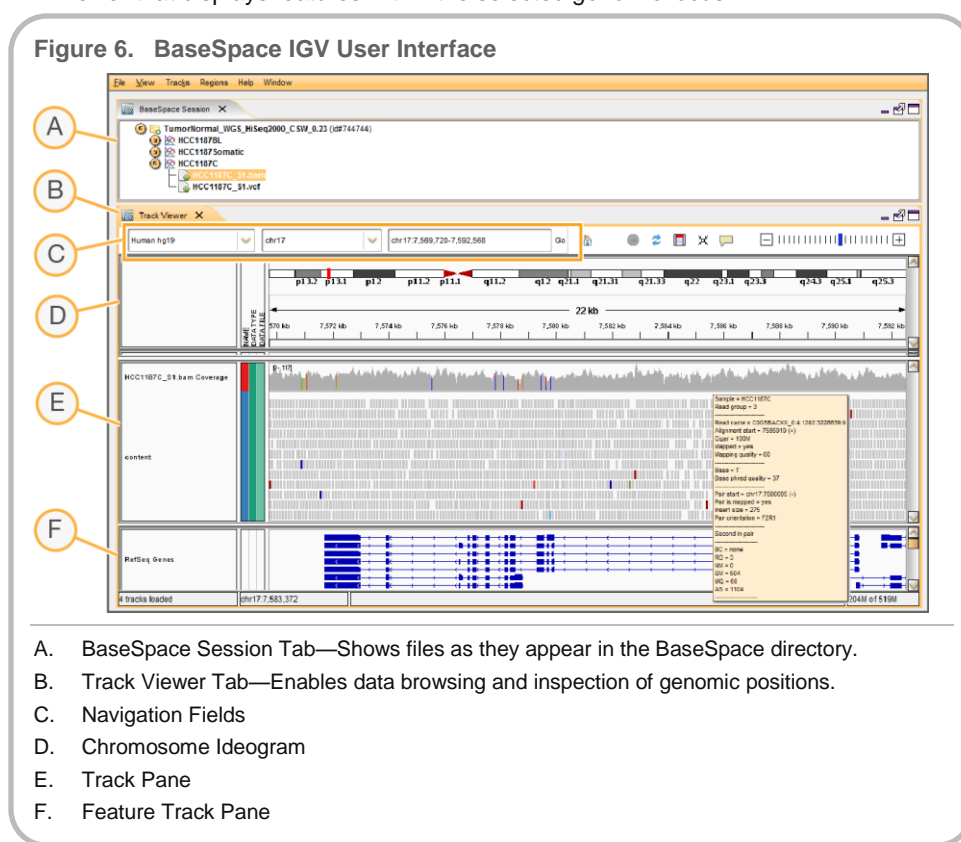 Figure 6. BaseSpace IGV User Interface
File View Tracks Regions Help Window
BaseSpace Session X
A
TumorNormal_WGS_HiSeq2000_CSW_0.23 (id#744744)
HCC1187BL
HCC1187Somatic
HCC1187C
HCC1187C_S1.bam
HCC1187C_S1.vcf
B
Track Viewer X
C
Human hg19 chr17 chr17:7,569,720-7,592,568 Go
D
p13.2 p13.1 p12 p11.2 p11.1 q11.2 q12 q21.1 q21.31 q21.33 q22 q23.1 q23.3 q24.3 q25.1 q25.3
22 kb
NAME
DATA TYPE
DATA FILE
570 kb 7,572 kb 7,574 kb 7,576 kb 7,578 kb 7,580 kb 7,582 kb 7,584 kb 7,586 kb 7,588 kb 7,590 kb 7,592 kb
E
HCC1187C_S1.bam Coverage
content
Sample = HCC1187C
Read group = 3
Alignment start = 7585919 (+)
Cigar = 100M
Mapped = yes
Mapping quality = 60
Base = T
Base phred quality = 37
Pair start = chr17:7586095 (-)
Pair is mapped = yes
Insert size = 275
Pair orientation = F2R1
Second in pair
BC = none
RG = 3
NM = 0
SM = 504
MQ = 60
AS = 1104
F
RefSeq Genes
4 tracks loaded chr17:7,583,372 204M of 519M
A. BaseSpace Session Tab—Shows files as they appear in the BaseSpace directory.
B. Track Viewer Tab—Enables data browsing and inspection of genomic positions.
C. Navigation Fields
D. Chromosome Ideogram
E. Track Pane
F. Feature Track Pane